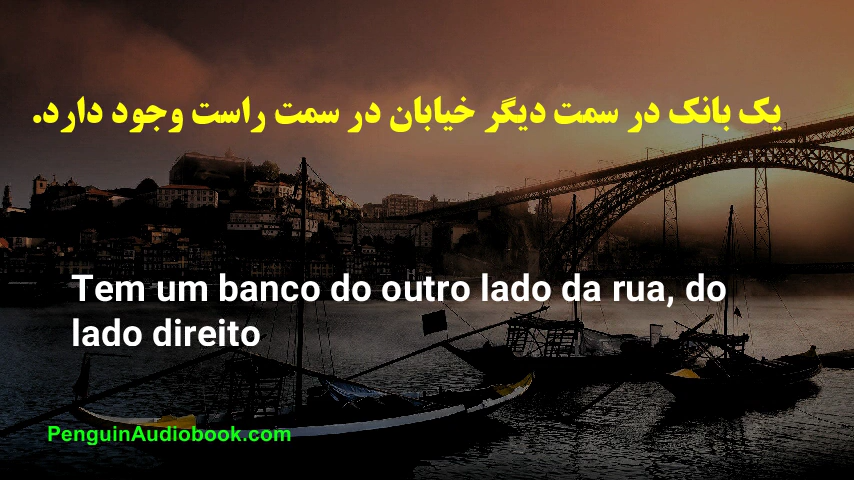 یک بانک در سمت دیگر خیابان در سمت راست وجود دارد.
Tem um banco do outro lado da rua, do
lado direito
PenguinAudiobook.com